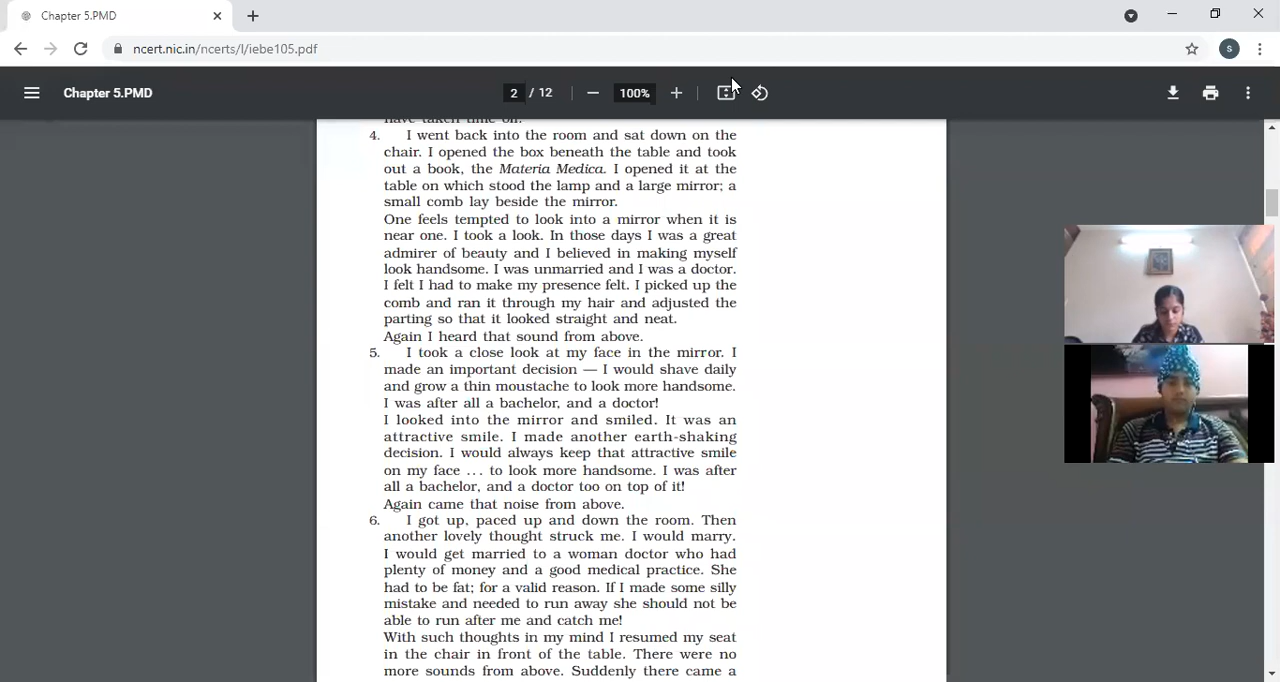 Chapter 5.PMD
ncert.nic.in/ncerts/l/iebe105.pdf
S
Chapter 5.PMD
2 / 12
100%
have taken time off.
4. I went back into the room and sat down on the
chair. I opened the box beneath the table and took
out a book, the Materia Medica. I opened it at the
table on which stood the lamp and a large mirror; a
small comb lay beside the mirror.
One feels tempted to look into a mirror when it is
near one. I took a look. In those days I was a great
admirer of beauty and I believed in making myself
look handsome. I was unmarried and I was a doctor.
I felt I had to make my presence felt. I picked up the
comb and ran it through my hair and adjusted the
parting so that it looked straight and neat.
Again I heard that sound from above.
5. I took a close look at my face in the mirror. I
made an important decision — I would shave daily
and grow a thin moustache to look more handsome.
I was after all a bachelor, and a doctor!
I looked into the mirror and smiled. It was an
attractive smile. I made another earth-shaking
decision. I would always keep that attractive smile
on my face ... to look more handsome. I was after
all a bachelor, and a doctor too on top of it!
Again came that noise from above.
6. I got up, paced up and down the room. Then
another lovely thought struck me. I would marry.
I would get married to a woman doctor who had
plenty of money and a good medical practice. She
had to be fat; for a valid reason. If I made some silly
mistake and needed to run away she should not be
able to run after me and catch me!
With such thoughts in my mind I resumed my seat
in the chair in front of the table. There were no
more sounds from above. Suddenly there came a